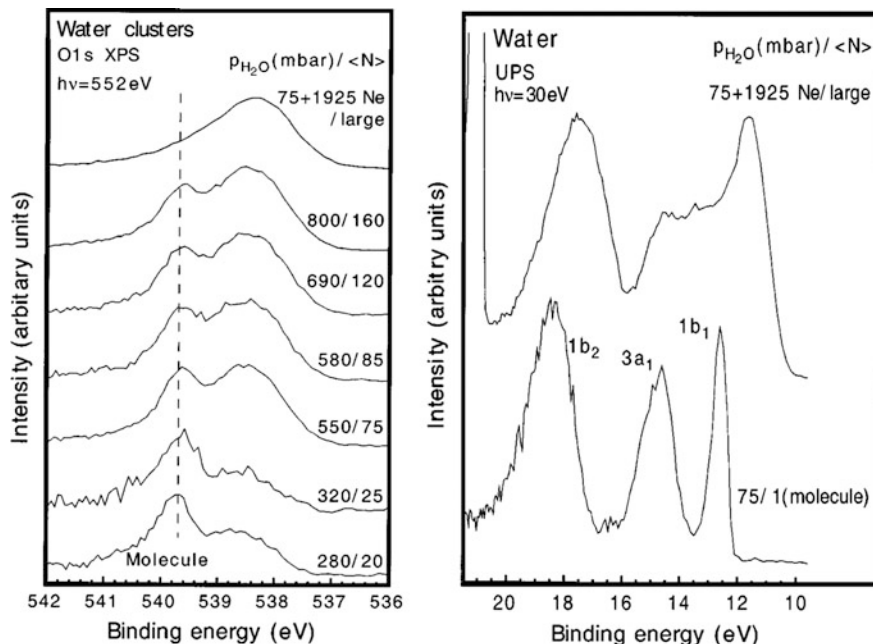 Water clusters
O1s XPS
hν=552eV
pH₂O(mbar)/ <N>
75+1925 Ne
/large
800/160
690/120
580/85
550/75
320/25
280/20
Molecule
Intensity (arbitary units)
542 541 540 539 538 537 536
Binding energy (eV)
Water
UPS
hν=30eV
pH₂O(mbar)/ <N>
75+1925 Ne/large
1b₂
3a₁
1b₁
75/1(molecule)
Intensity (arbitry units)
20 18 16 14 12 10
Binding energy (eV)